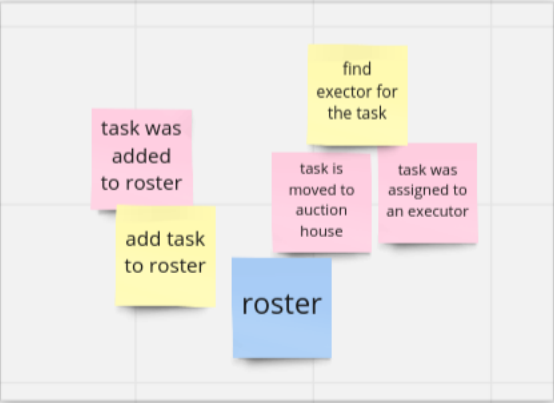 find
exector for
the task
task was
added
to roster
task is
moved to
auction
house
task was
assigned to
an executor
add task
to roster
roster